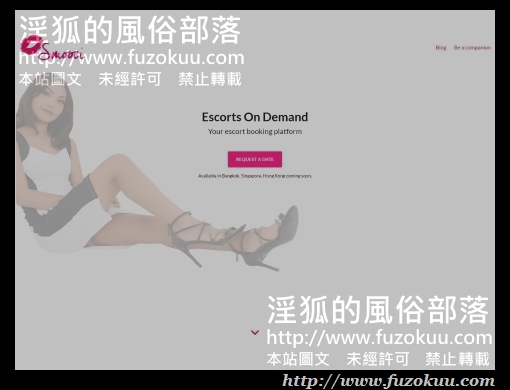 淫狐的風俗部落
http://www.fuzokuu.com
Smooci
Blog Be a companion
本站圖文 未經許可 禁止轉載
Escorts On Demand
Your escort booking platform
REQUEST A DATE
Available in Bangkok, Singapore, Hong Kong coming soon.
淫狐的風俗部落
http://www.fuzokuu.com
本站圖文 未經許可 禁止轉載
http://www.fuzokuu.com